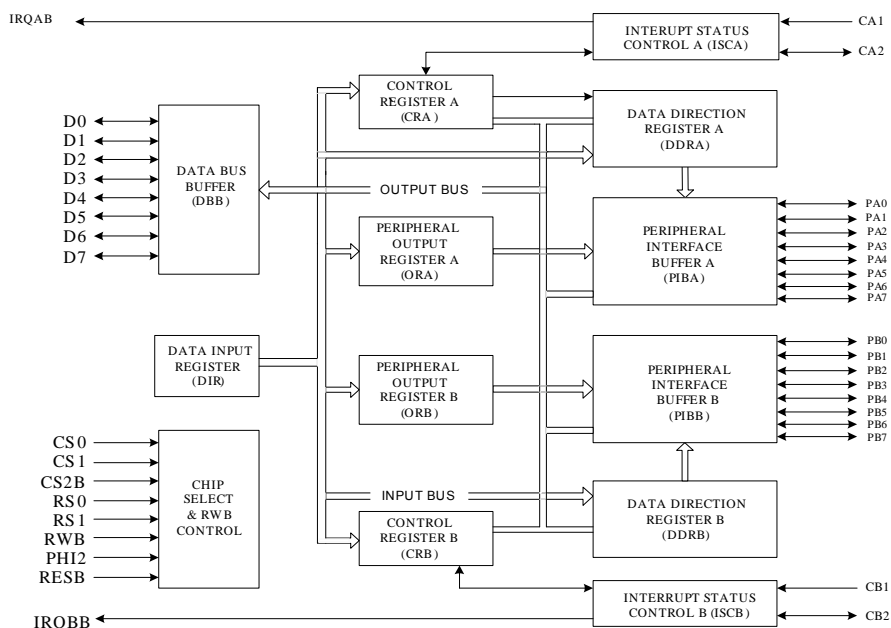 IRQAB
INTERUPT STATUS
CONTROL A (ISCA)
CA1
CA2
CONTROL
REGISTER A
(CRA)
DATA DIRECTION
REGISTER A
(DDRA)
D0
D1
D2
D3
D4
D5
D6
D7
DATA BUS
BUFFER
(DBB)
OUTPUT BUS
PERIPHERAL
OUTPUT
REGISTER A
(ORA)
PERIPHERAL
INTERFACE
BUFFER A
(PIBA)
PA0
PA1
PA2
PA3
PA4
PA5
PA6
PA7
DATA INPUT
REGISTER
(DIR)
PERIPHERAL
OUTPUT
REGISTER B
(ORB)
PERIPHERAL
INTERFACE
BUFFER B
(PIBB)
PB0
PB1
PB2
PB3
PB4
PB5
PB6
PB7
CS0
CS1
CS2B
RS0
RS1
RWB
PHI2
RESB
CHIP
SELECT
& RWB
CONTROL
INPUT BUS
CONTROL
REGISTER B
(CRB)
DATA DIRECTION
REGISTER B
(DDRB)
INTERRUPT STATUS
CONTROL B (ISCB)
CB1
CB2
IRQBB